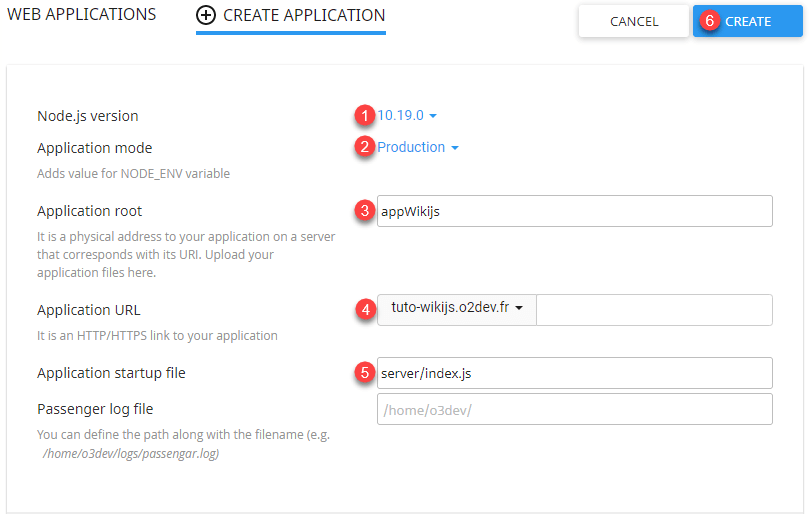 WEB APPLICATIONS
CREATE APPLICATION
CANCEL
6 CREATE
Node.js version
1 10.19.0
Application mode
2 Production
Adds value for NODE_ENV variable
Application root
3 appWikijs
It is a physical address to your application on a server
that corresponds with its URI. Upload your
application files here.
Application URL
4 tuto-wikijs.o2dev.fr
It is an HTTP/HTTPS link to your application
Application startup file
5 server/index.js
Passenger log file
/home/o3dev/
You can define the path along with the filename (e.g.
/home/o3dev/logs/passengar.log)